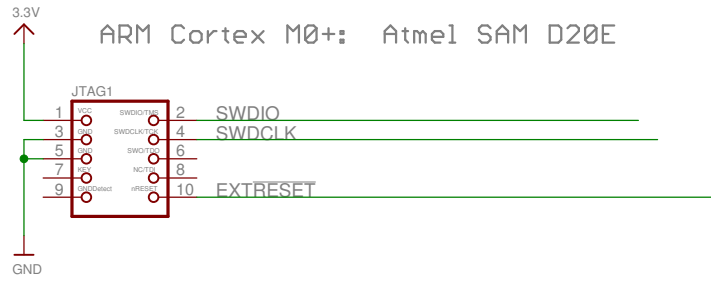 3.3V
ARM Cortex M0+: Atmel SAM D20E
JTAG1
1 VCC SWDIO/TMS 2 SWDIO
3 GND SWDCLK/TCK 4 SWDCLK
5 GND SWO/TDO 6
7 KEY NC/TDI 8
9 GNDDetect nRESET 10 EXTRESET
GND